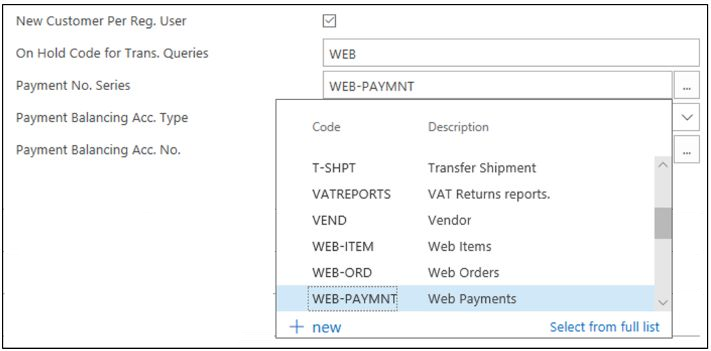 New Customer Per Reg. User
On Hold Code for Trans. Queries WEB
Payment No. Series WEB-PAYMNT ...
Payment Balancing Acc. Type
Payment Balancing Acc. No. ...
Code Description
T-SHPT Transfer Shipment
VATREPORTS VAT Returns reports.
VEND Vendor
WEB-ITEM Web Items
WEB-ORD Web Orders
WEB-PAYMNT Web Payments
+ new Select from full list